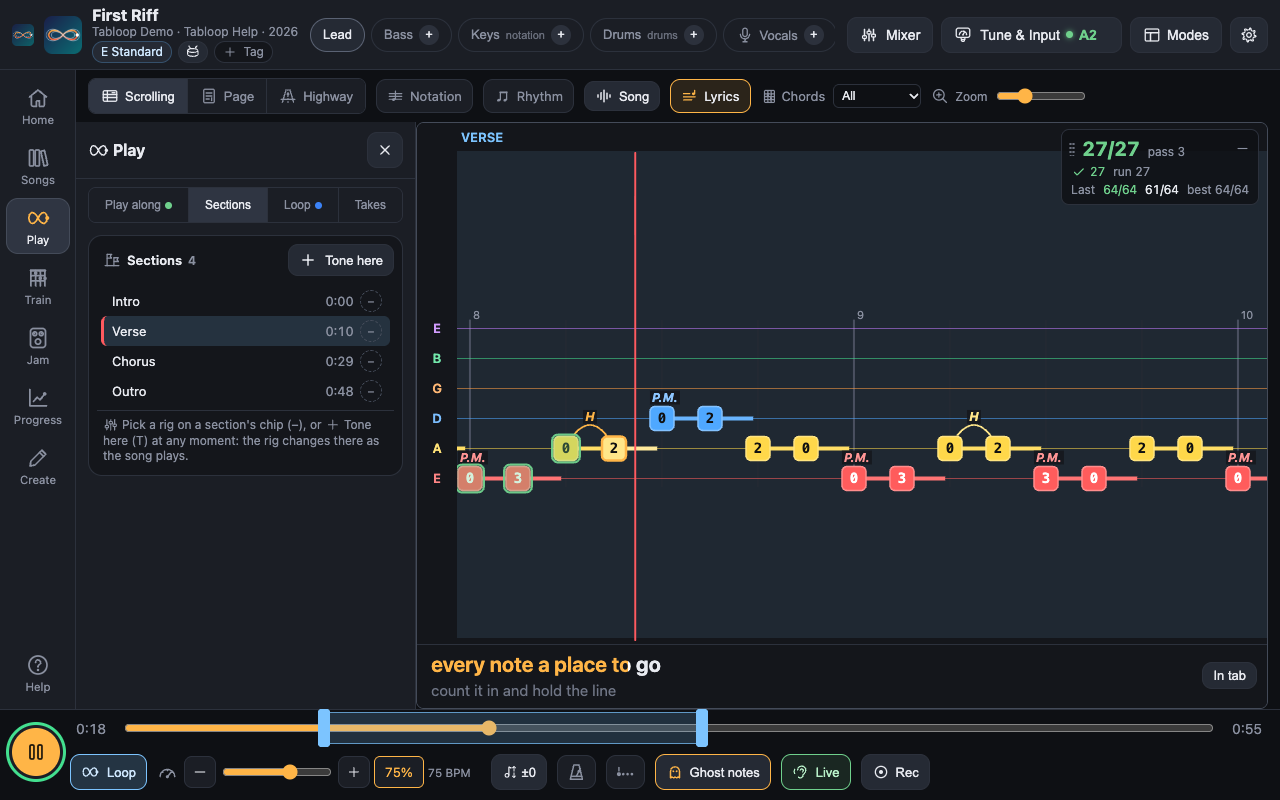 First Riff
Tabloop Demo · Tabloop Help · 2026
E Standard
+ Tag
Lead
Bass +
Keys notation +
Drums drums +
Vocals +
Mixer
Tune & Input A2
Modes
Scrolling
Page
Highway
Notation
Rhythm
Song
Lyrics
Chords
All
Zoom
Home
Songs
Play
Train
Jam
Progress
Create
Help
Play
Play along
Sections
Loop
Takes
Sections 4
+ Tone here
Intro 0:00 –
Verse 0:10 –
Chorus 0:29 –
Outro 0:48 –
Pick a rig on a section's chip (–), or + Tone
here (T) at any moment: the rig changes there as
the song plays.
VERSE
27/27 pass 3
27 run 27
Last 64/64 61/64 best 64/64
8 9 10
E
B
G
P.M.
D 0 2
H H
A 0 2 2 0 0 2 2 0
P.M. P.M. P.M. P.M.
E 0 3 0 3 3 0 0
every note a place to go
count it in and hold the line
In tab
0:18
0:55
Loop
75%
75 BPM
±0
Ghost notes
Live
Rec